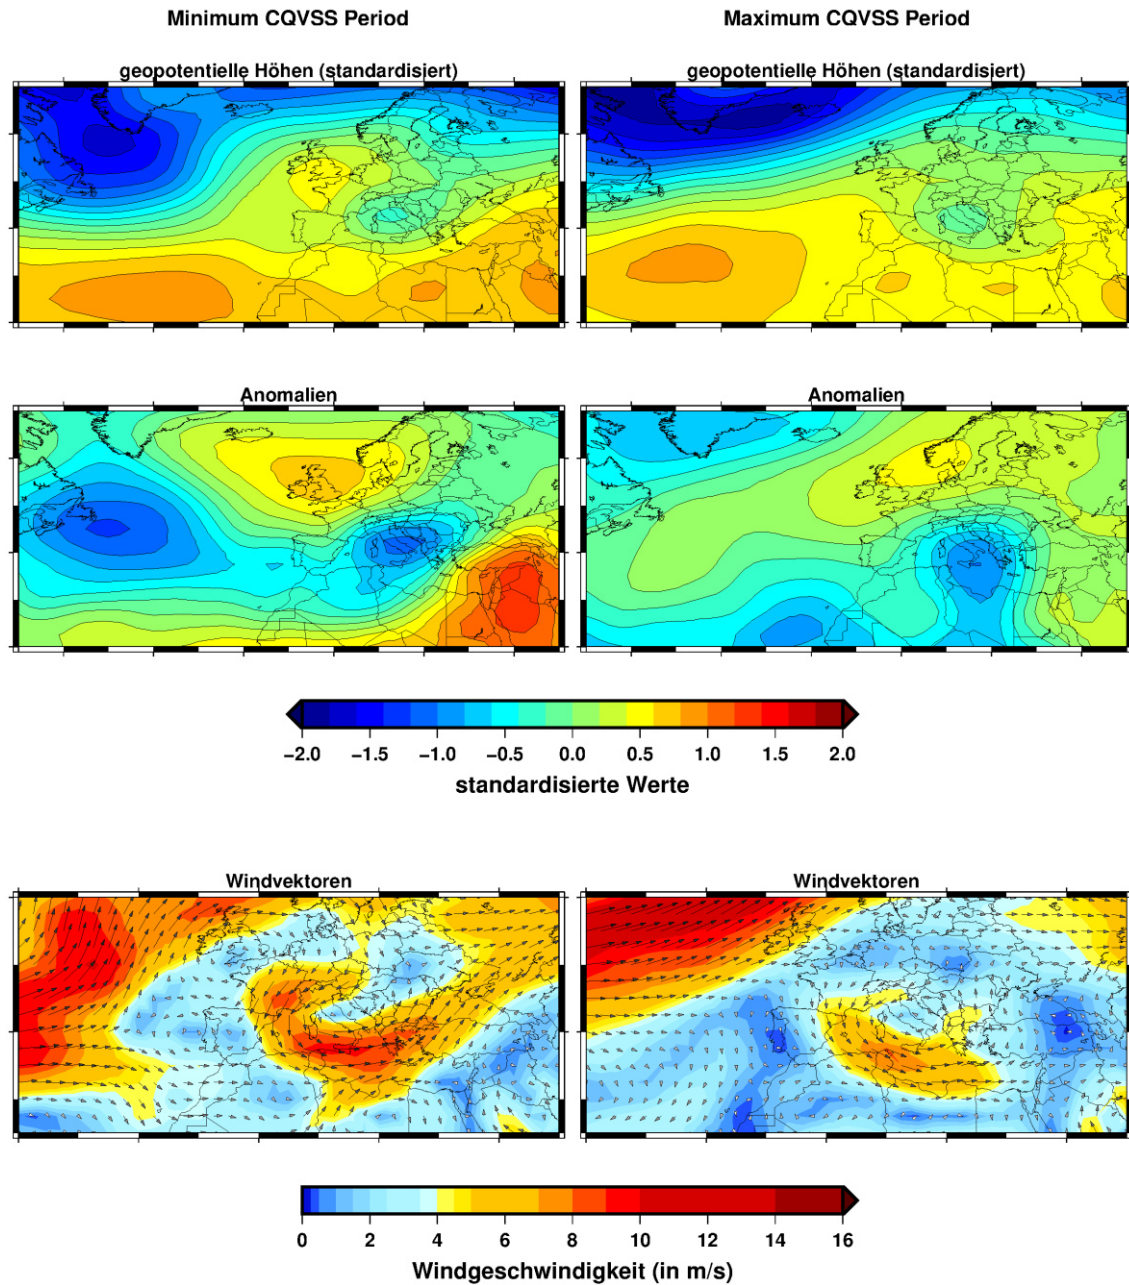 Minimum CQVSS Period
Maximum CQVSS Period
geopotentielle Höhen (standardisiert)
geopotentielle Höhen (standardisiert)
Anomalien
Anomalien
−2.0 −1.5 −1.0 −0.5 0.0 0.5 1.0 1.5 2.0
standardisierte Werte
Windvektoren
Windvektoren
0 2 4 6 8 10 12 14 16
Windgeschwindigkeit (in m/s)